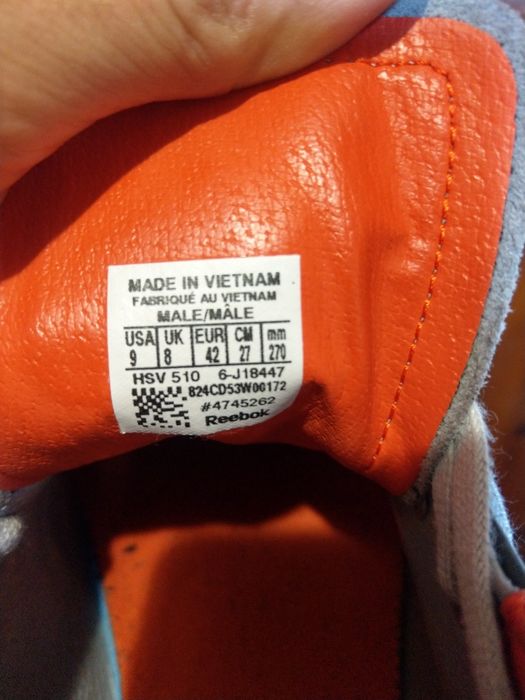 MADE IN VIETNAM
FABRIQUÉ AU VIETNAM
MALE/MÂLE
USA UK EUR CM mm
9 8 42 27 270
HSV 510 6-J18447
824CD53W00172
#4745262
Reebok